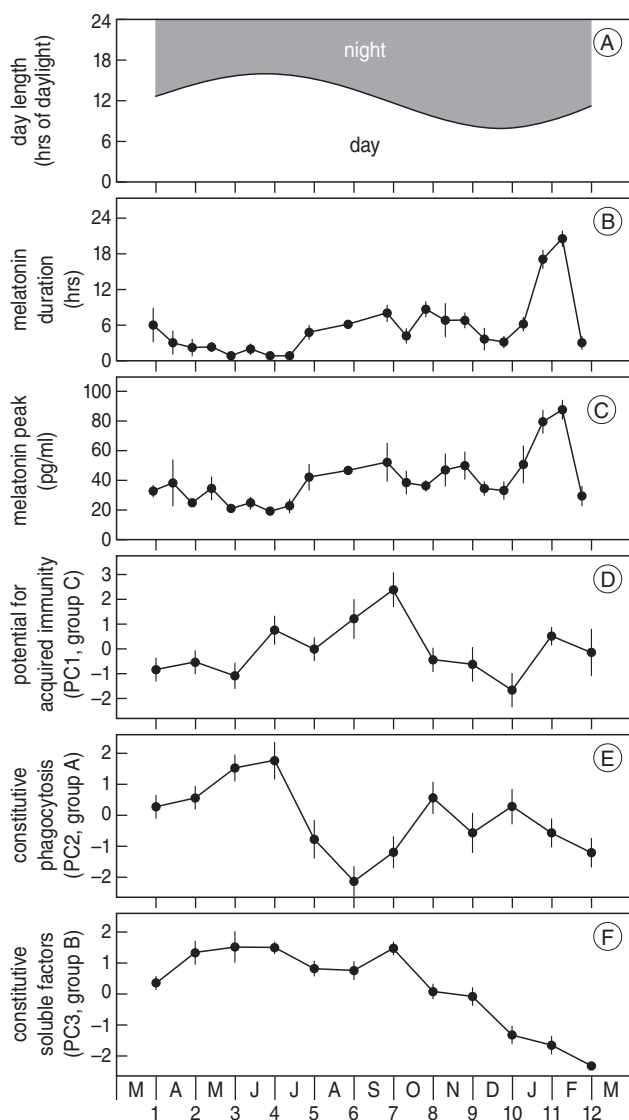 24
18
12
6
0
day length
(hrs of daylight)
night
day
A
24
18
12
6
0
melatonin
duration
(hrs)
B
100
80
60
40
20
0
melatonin peak
(pg/ml)
C
3
2
1
0
−1
−2
potential for
acquired immunity
(PC1, group C)
D
2
1
0
−1
−2
constitutive
phagocytosis
(PC2, group A)
E
2
1
0
−1
−2
constitutive
soluble factors
(PC3, group B)
F
M A M J J A S O N D J F M
1 2 3 4 5 6 7 8 9 10 11 12